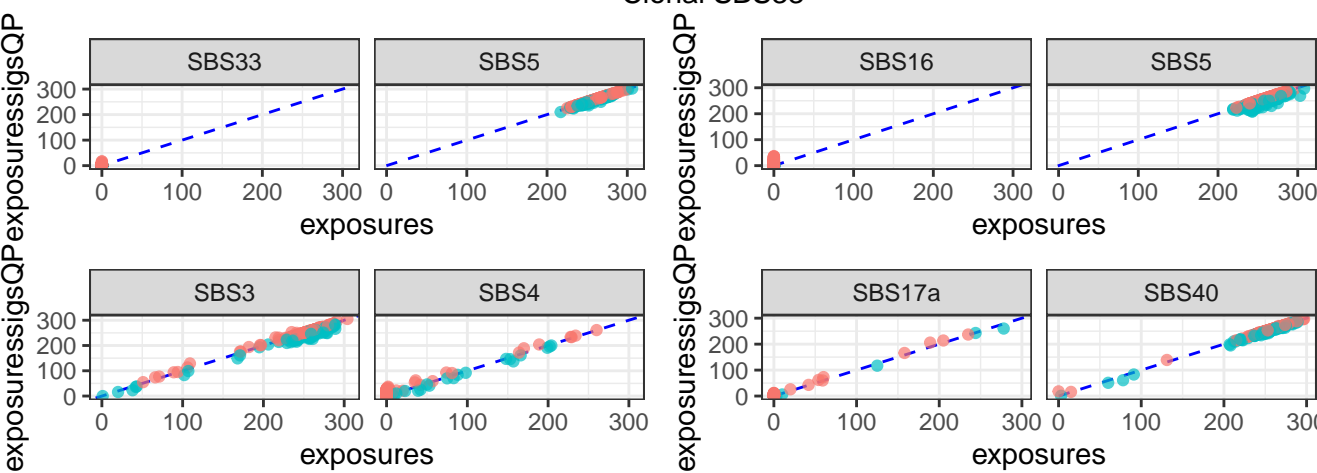 SBS33 SBS5 SBS16 SBS5
300 300
200 200
100 100
0 0
0 100 200 300 0 100 200 300 0 100 200 300 0 100 200 300
exposures exposures
exposuressigsQP exposuressigsQP
SBS3 SBS4 SBS17a SBS40
300 300
200 200
100 100
0 0
0 100 200 300 0 100 200 300 0 100 200 300 0 100 200 300
exposures exposures
exposuressigsQP exposuressigsQP